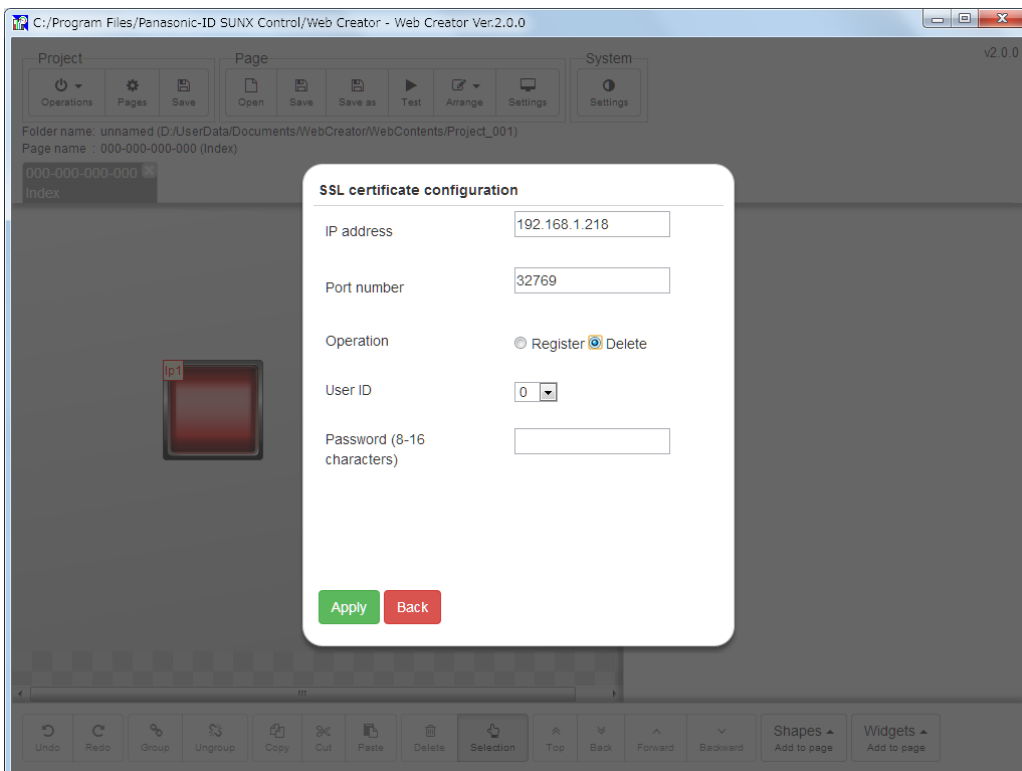 C:/Program Files/Panasonic-ID SUNX Control/Web Creator - Web Creator Ver.2.0.0
v2.0.0
Project
Page
System
Operations
Pages
Save
Open
Save
Save as
Test
Arrange
Settings
Settings
Folder name: unnamed (D:/UserData/Documents/WebCreator/WebContents/Project_001)
Page name : 000-000-000-000 (Index)
000-000-000-000
Index
SSL certificate configuration
IP address
192.168.1.218
Port number
32769
Operation
Register
Delete
User ID
0
Password (8-16
characters)
lp1
Apply
Back
Undo
Redo
Group
Ungroup
Copy
Cut
Paste
Delete
Selection
Top
Back
Forward
Backward
Shapes
Add to page
Widgets
Add to page